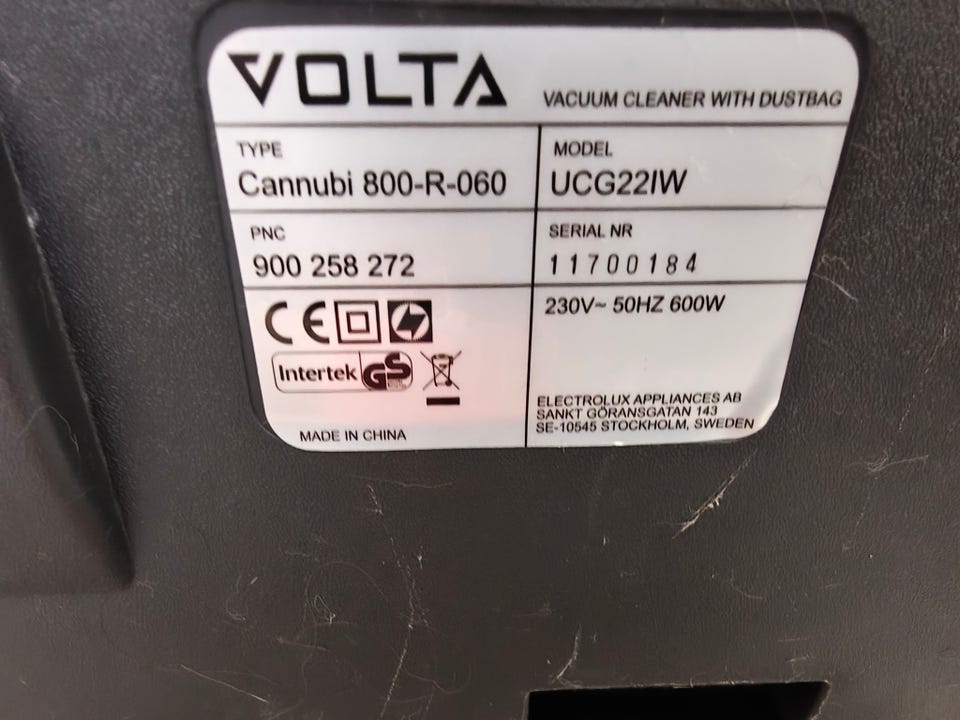 VOLTA
VACUUM CLEANER WITH DUSTBAG
TYPE
Cannubi 800-R-060
MODEL
UCG22IW
PNC
900 258 272
SERIAL NR
11700184
CE
Intertek GS
MADE IN CHINA
230V~ 50HZ 600W
ELECTROLUX APPLIANCES AB
SANKT GÖRANSGATAN 143
SE-10545 STOCKHOLM, SWEDEN